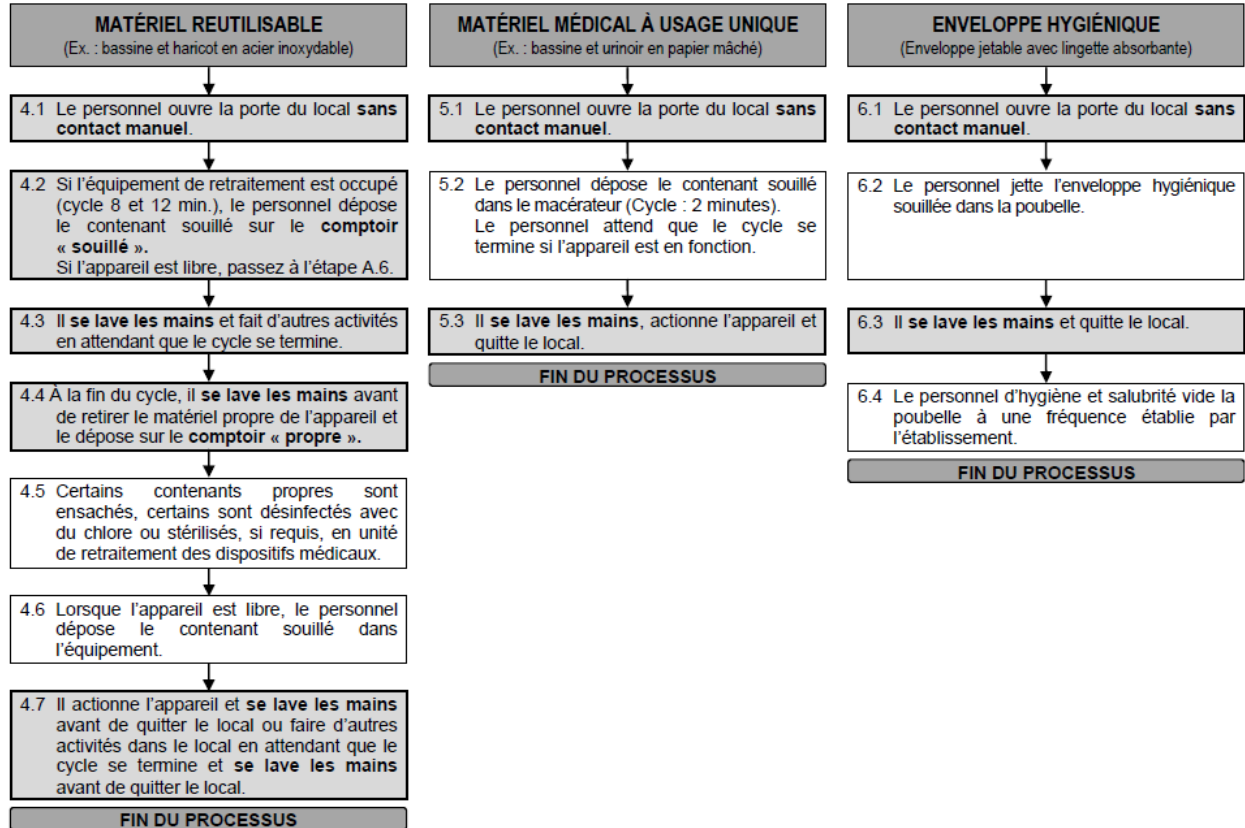 MATÉRIEL REUTILISABLE
(Ex. : bassine et haricot en acier inoxydable)
4.1 Le personnel ouvre la porte du local sans
contact manuel.
4.2 Si l’équipement de retraitement est occupé
(cycle 8 et 12 min.), le personnel dépose
le contenant souillé sur le comptoir
« souillé ».
Si l’appareil est libre, passez à l’étape A.6.
4.3 Il se lave les mains et fait d’autres activités
en attendant que le cycle se termine.
4.4 À la fin du cycle, il se lave les mains avant
de retirer le matériel propre de l’appareil et
le dépose sur le comptoir « propre ».
4.5 Certains contenants propres sont
ensachés, certains sont désinfectés avec
du chlore ou stérilisés, si requis, en unité
de retraitement des dispositifs médicaux.
4.6 Lorsque l’appareil est libre, le personnel
dépose le contenant souillé dans
l’équipement.
4.7 Il actionne l’appareil et se lave les mains
avant de quitter le local ou faire d’autres
activités dans le local en attendant que le
cycle se termine et se lave les mains
avant de quitter le local.
FIN DU PROCESSUS
MATÉRIEL MÉDICAL À USAGE UNIQUE
(Ex. : bassine et urinoir en papier mâché)
5.1 Le personnel ouvre la porte du local sans
contact manuel.
5.2 Le personnel dépose le contenant souillé
dans le macérateur (Cycle : 2 minutes).
Le personnel attend que le cycle se
termine si l’appareil est en fonction.
5.3 Il se lave les mains, actionne l’appareil et
quitte le local.
FIN DU PROCESSUS
ENVELOPPE HYGIÉNIQUE
(Enveloppe jetable avec lingette absorbante)
6.1 Le personnel ouvre la porte du local sans
contact manuel.
6.2 Le personnel jette l’enveloppe hygiénique
souillée dans la poubelle.
6.3 Il se lave les mains et quitte le local.
6.4 Le personnel d’hygiène et salubrité vide la
poubelle à une fréquence établie par
l’établissement.
FIN DU PROCESSUS